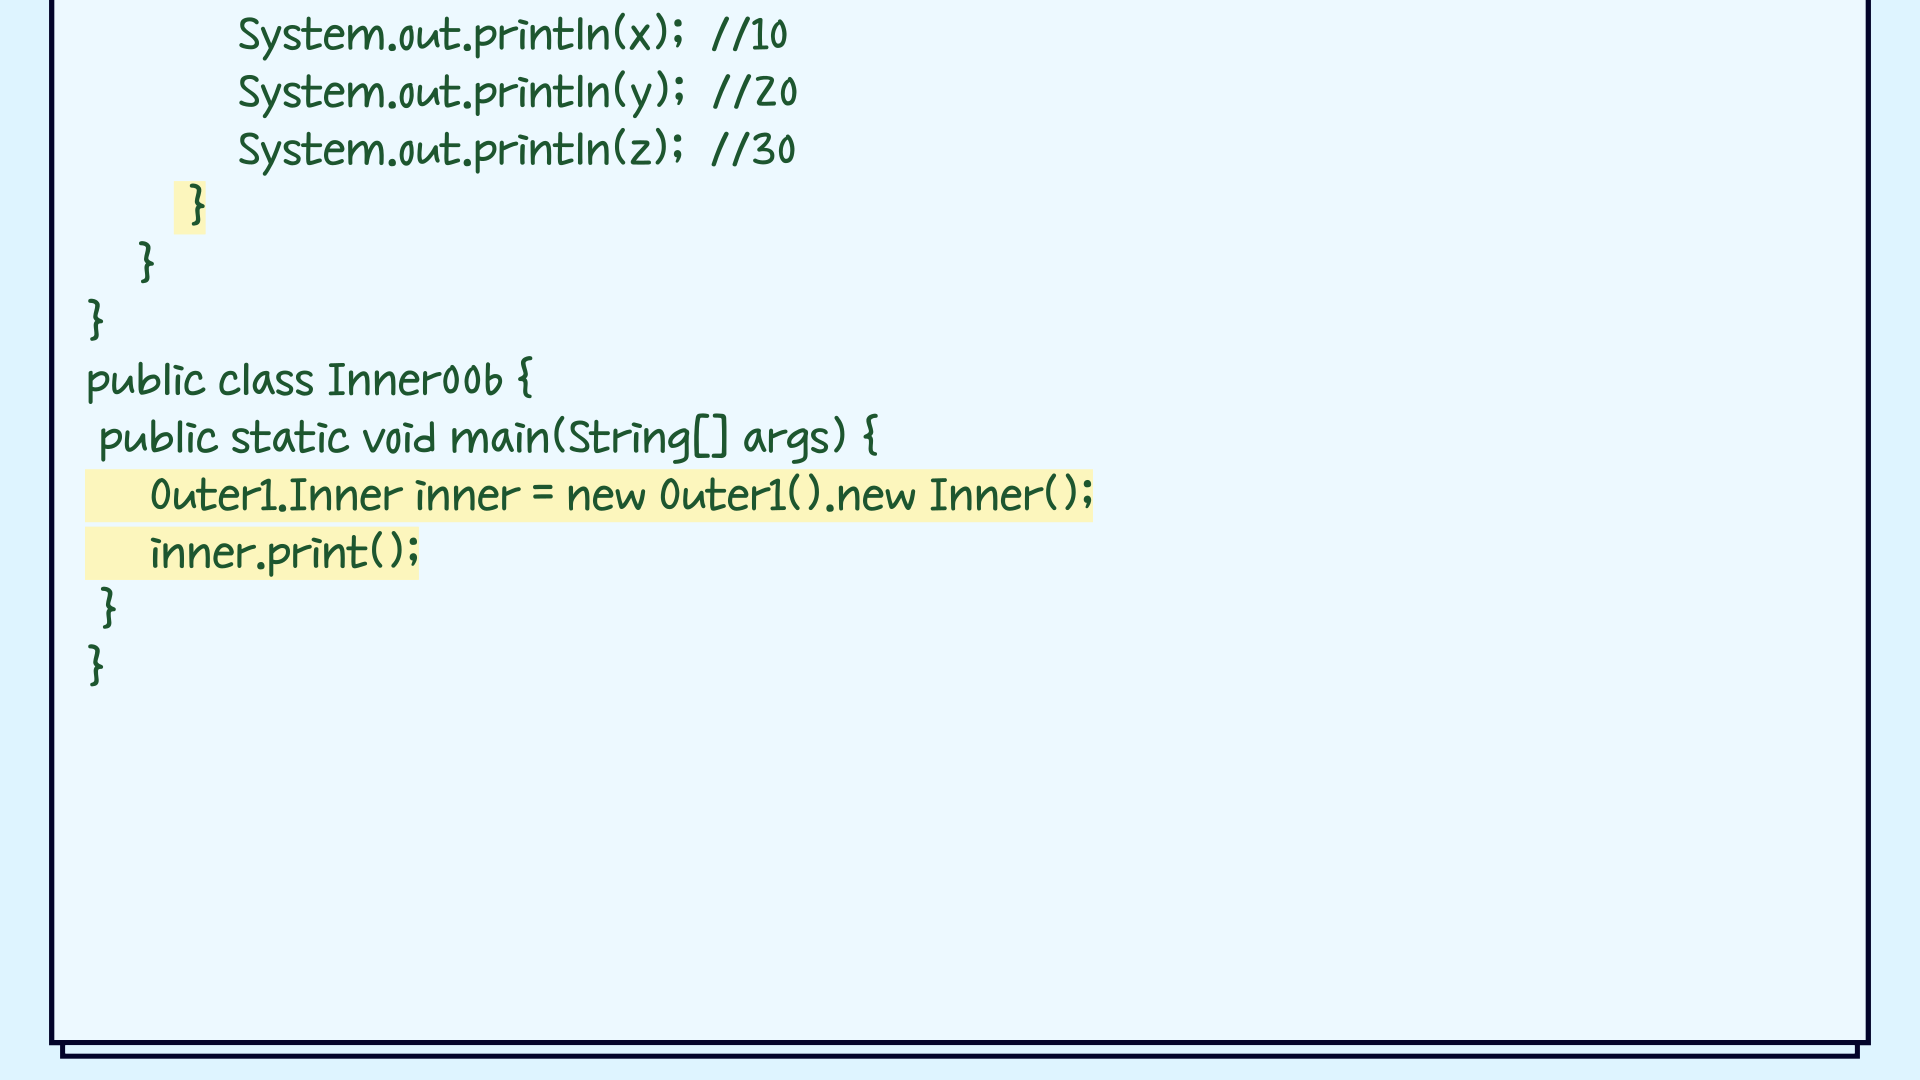 System.out.println(x);  //10
System.out.println(y);  //20
System.out.println(z);  //30
}
}
}
public class Inner00b {
public static void main(String[] args) {
Outer1.Inner inner = new Outer1().new Inner();
inner.print();
}
}